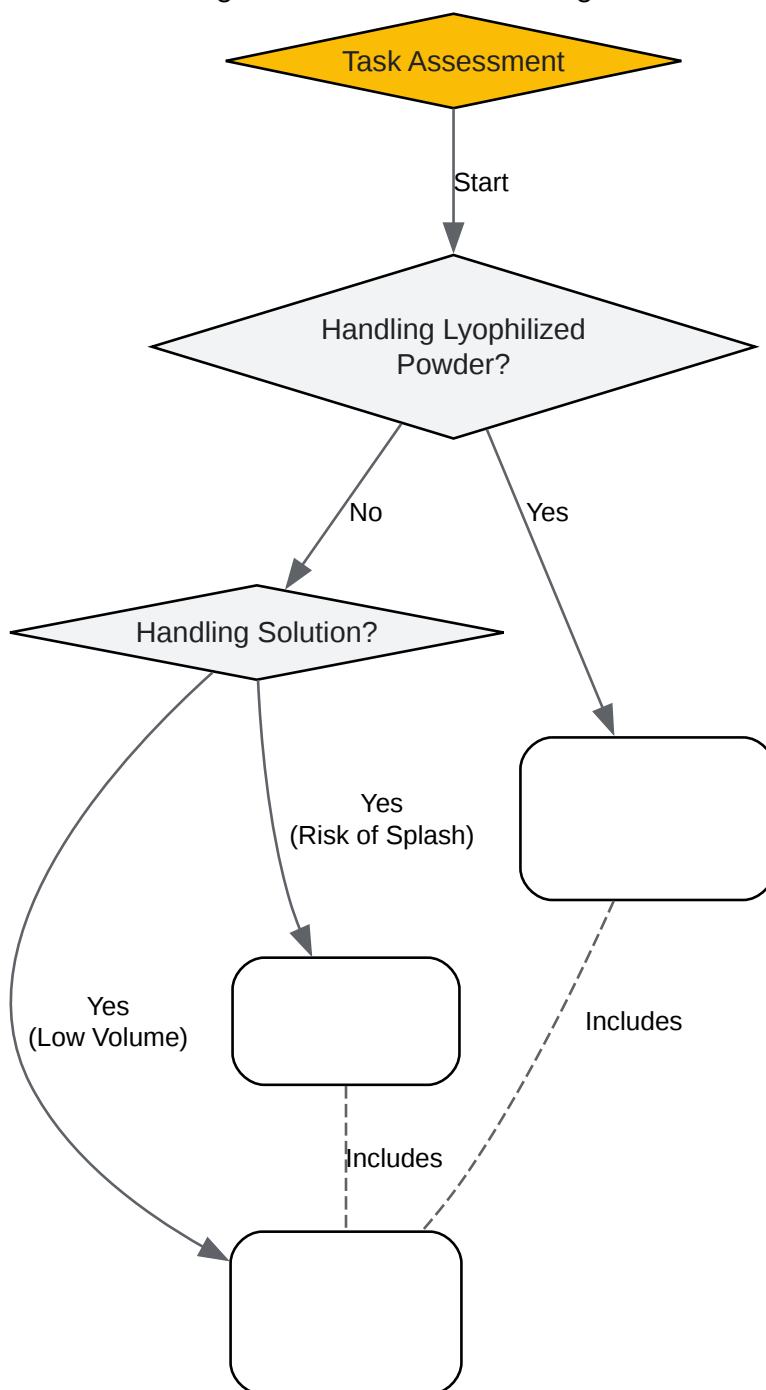 Task Assessment
Start
Handling Lyophilized
Powder?
No
Yes
Handling Solution?
Yes
(Risk of Splash)
Yes
(Low Volume)
Includes
Includes